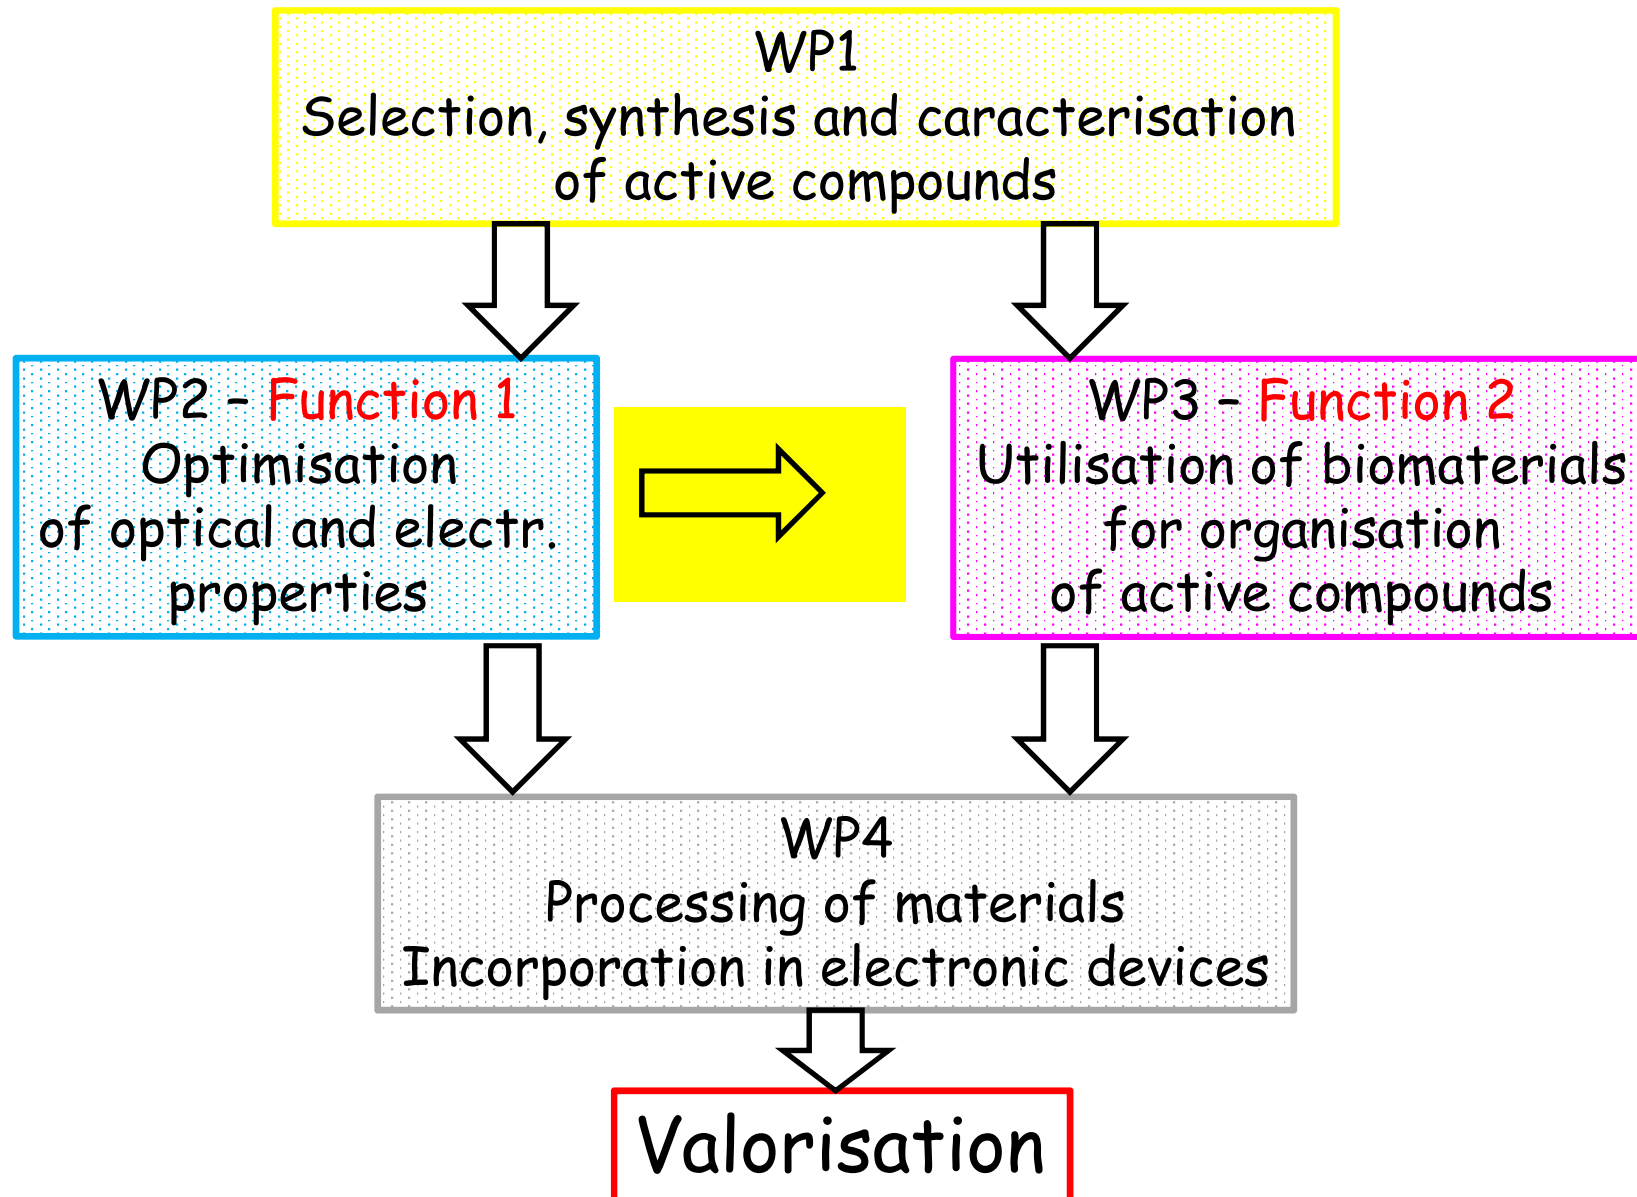 WP1
Selection, synthesis and caracterisation
of active compounds
WP2 – Function 1
Optimisation
of optical and electr.
properties
WP3 – Function 2
Utilisation of biomaterials
for organisation
of active compounds
WP4
Processing of materials
Incorporation in electronic devices
Valorisation